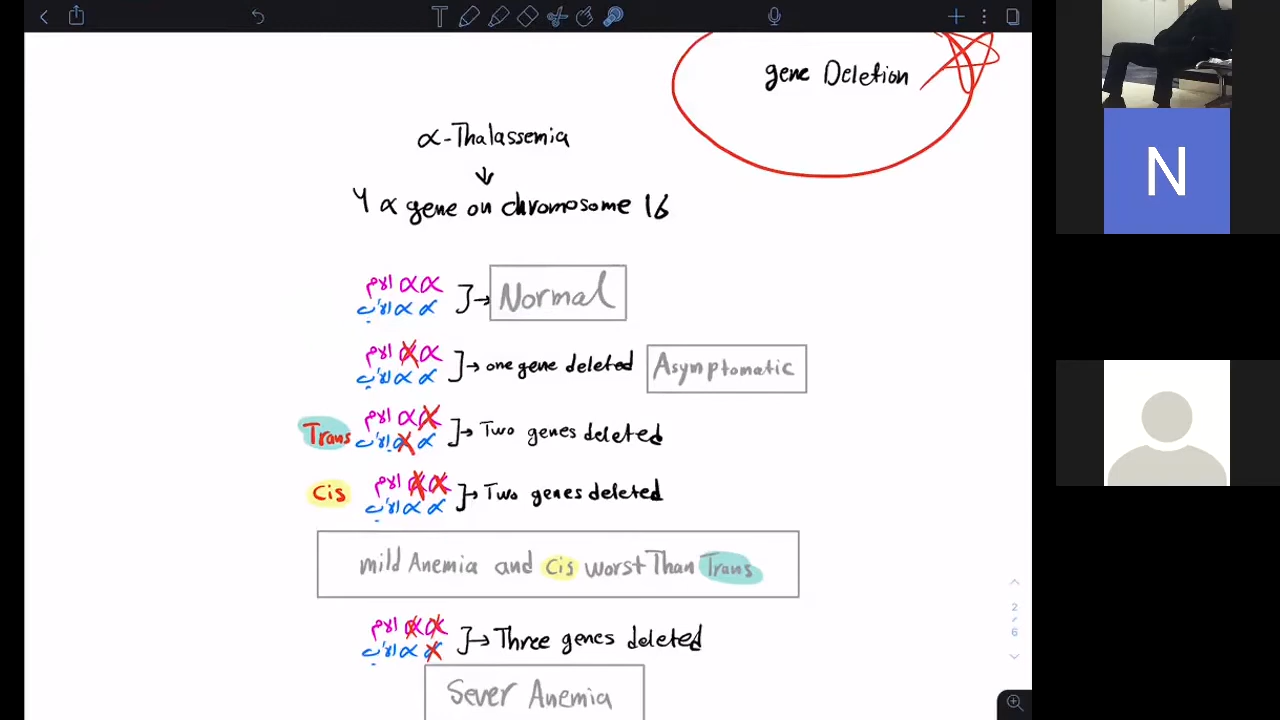 gene Deletion
α-Thalassemia
↓
4 α gene on chromosome 16
الام αα
الاب αα ] → Normal
الام αα
الاب αα ] → one gene deleted Asymptomatic
Trans الام αα
الاب αα ] → Two genes deleted
Cis الام αα
الاب αα ] → Two genes deleted
mild Anemia and Cis worst Than Trans
الام αα
الاب αα ] → Three genes deleted
Sever Anemia
N
2
6